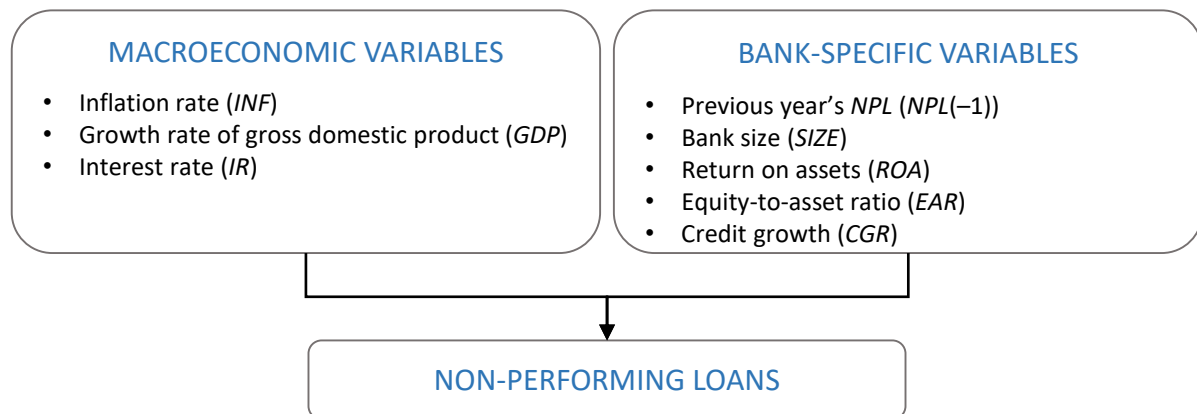 MACROECONOMIC VARIABLES
• Inflation rate (INF)
• Growth rate of gross domestic product (GDP)
• Interest rate (IR)
BANK-SPECIFIC VARIABLES
• Previous year’s NPL (NPL(–1))
• Bank size (SIZE)
• Return on assets (ROA)
• Equity-to-asset ratio (EAR)
• Credit growth (CGR)
NON-PERFORMING LOANS